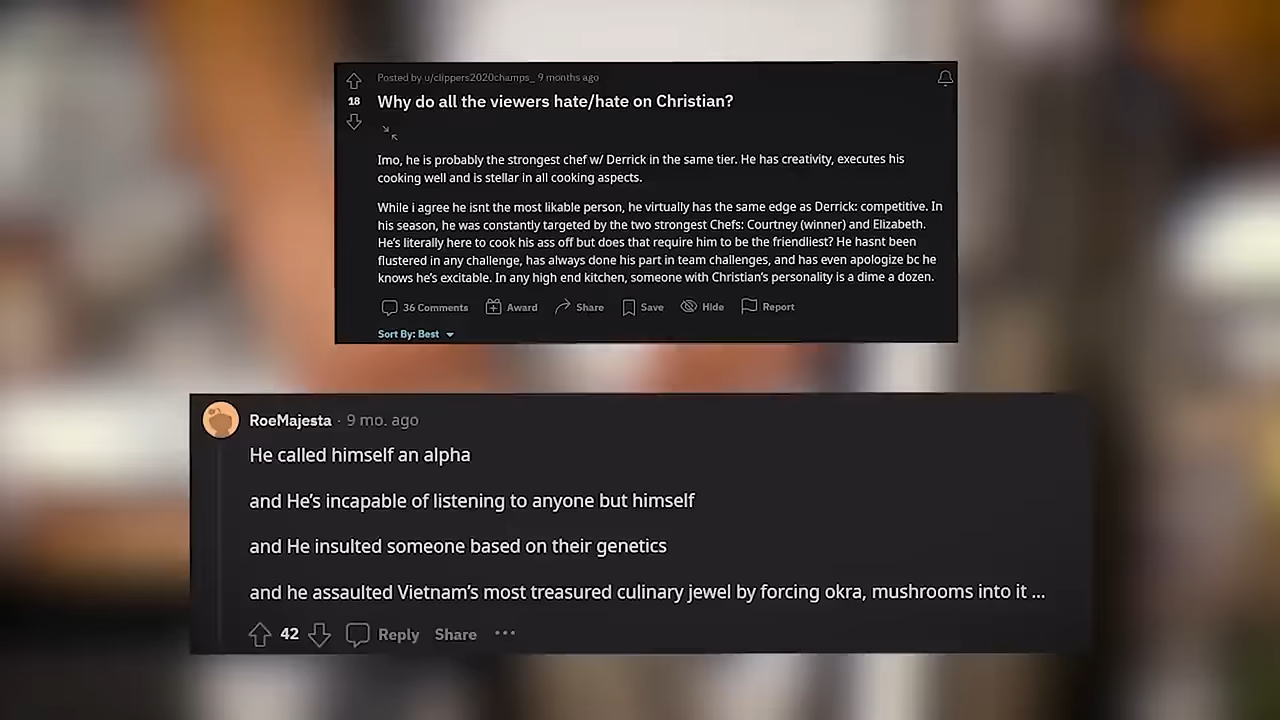 Posted by u/clippers2020champs_ 9 months ago
18
Why do all the viewers hate/hate on Christian?
Imo, he is probably the strongest chef w/ Derrick in the same tier. He has creativity, executes his
cooking well and is stellar in all cooking aspects.
While i agree he isnt the most likable person, he virtually has the same edge as Derrick: competitive. In
his season, he was constantly targeted by the two strongest Chefs: Courtney (winner) and Elizabeth.
He's literally here to cook his ass off but does that require him to be the friendliest? He hasnt been
flustered in any challenge, has always done his part in team challenges, and has even apologize bc he
knows he's excitable. In any high end kitchen, someone with Christian's personality is a dime a dozen.
36 Comments Award Share Save Hide Report
Sort By: Best
RoeMajesta · 9 mo. ago
He called himself an alpha
and He's incapable of listening to anyone but himself
and He insulted someone based on their genetics
and he assaulted Vietnam's most treasured culinary jewel by forcing okra, mushrooms into it ...
42 Reply Share ...